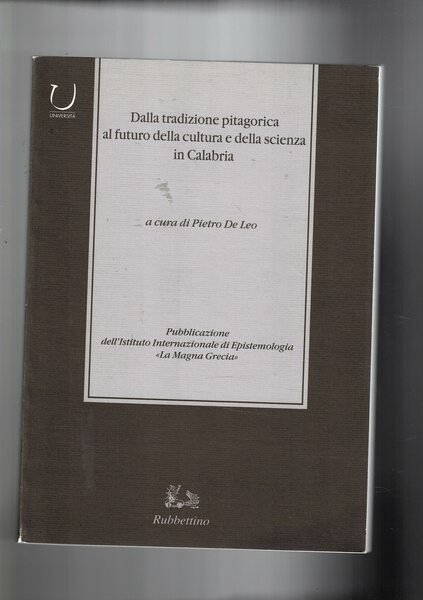 UNIVERSITÀ
Dalla tradizione pitagorica
al futuro della cultura e della scienza
in Calabria
a cura di Pietro De Leo
Pubblicazione
dell'Istituto Internazionale di Epistemologia
«La Magna Grecia»
Rubbettino